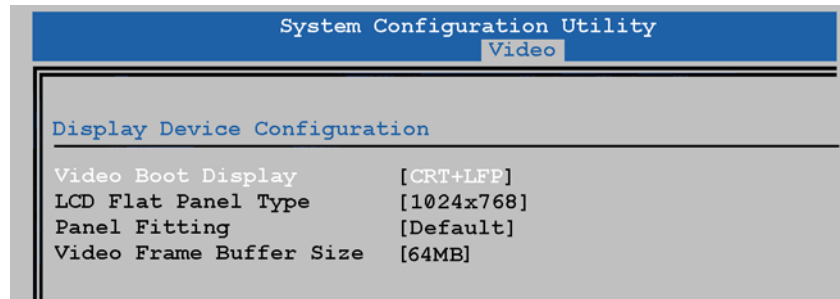 System Configuration Utility
Video
Display Device Configuration
Video Boot Display [CRT+LFP]
LCD Flat Panel Type [1024x768]
Panel Fitting [Default]
Video Frame Buffer Size [64MB]